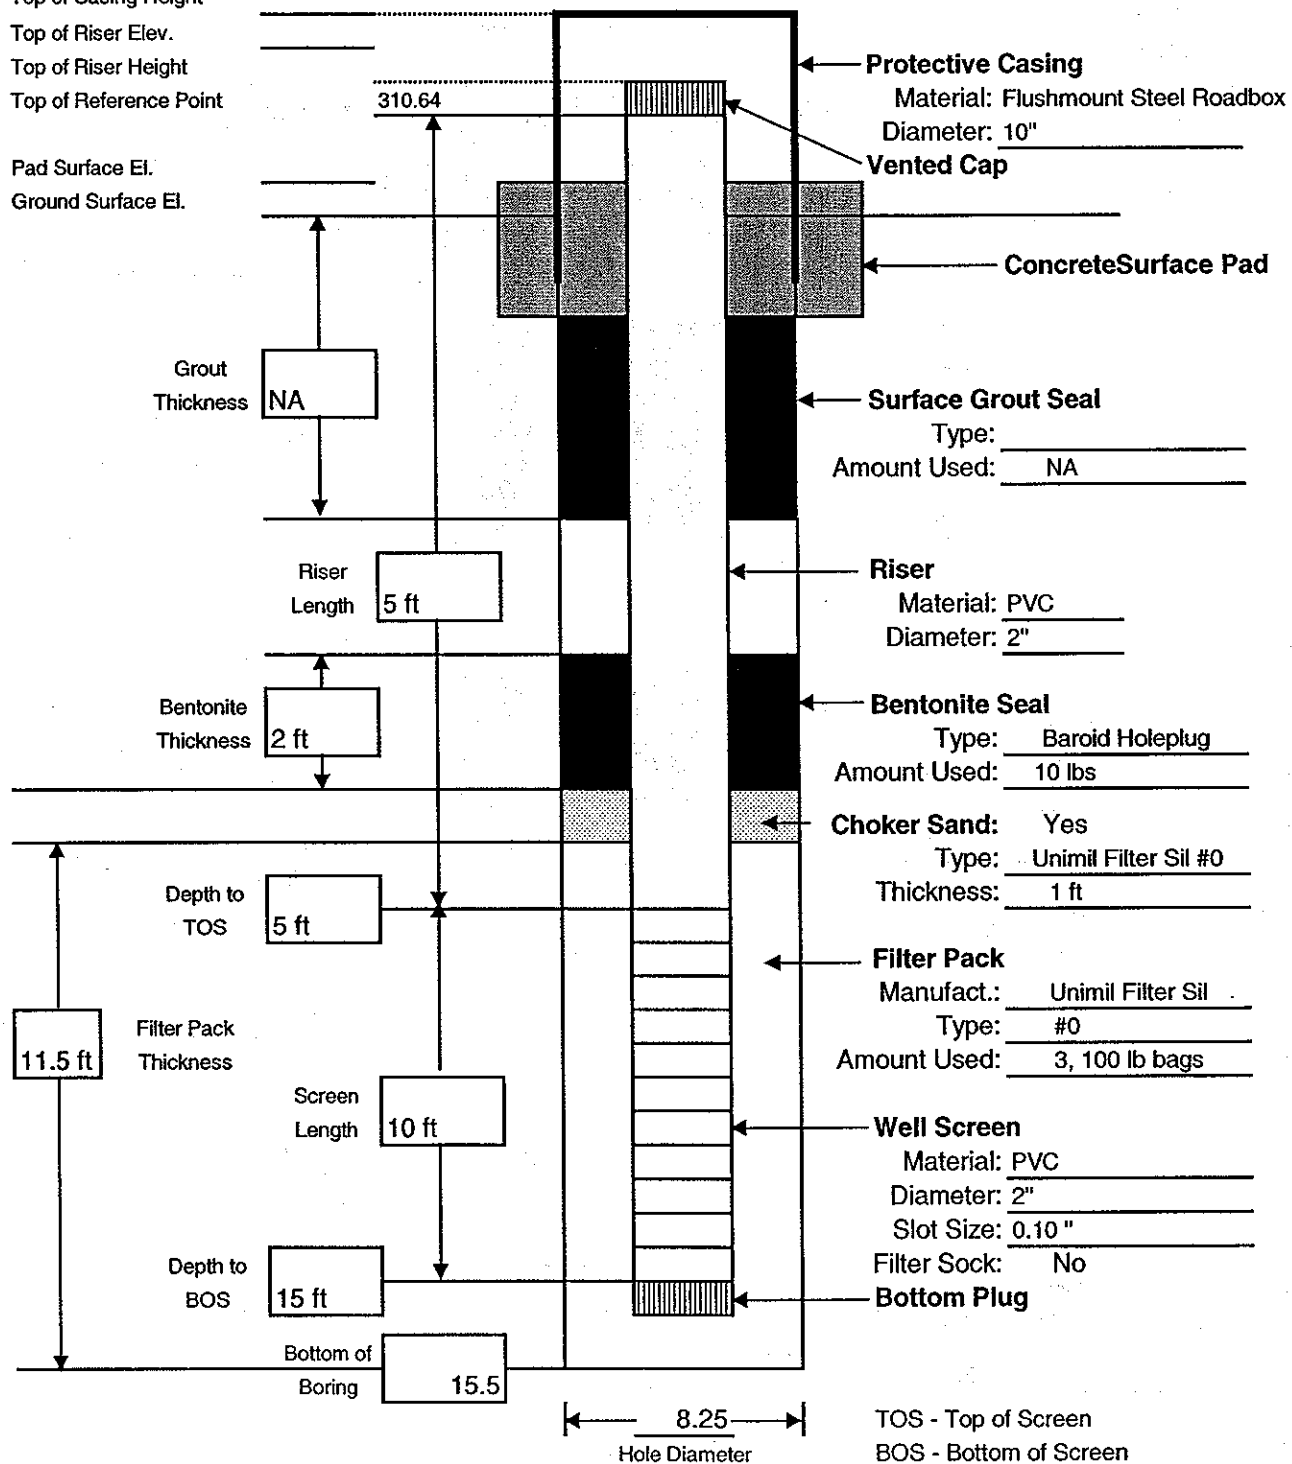 Top of Casing Height
Top of Riser Elev.
Top of Riser Height
Top of Reference Point 310.64
Pad Surface El.
Ground Surface El.
Protective Casing
Material: Flushmount Steel Roadbox
Diameter: 10"
Vented Cap
ConcreteSurface Pad
Grout
Thickness NA
Surface Grout Seal
Type:
Amount Used: NA
Riser
Length 5 ft
Riser
Material: PVC
Diameter: 2"
Bentonite
Thickness 2 ft
Bentonite Seal
Type: Baroid Holeplug
Amount Used: 10 lbs
Choker Sand: Yes
Type: Unimil Filter Sil #0
Thickness: 1 ft
Depth to
TOS 5 ft
Filter Pack
Manufact.: Unimil Filter Sil
Type: #0
Amount Used: 3, 100 lb bags
11.5 ft Filter Pack
Thickness
Screen
Length 10 ft
Well Screen
Material: PVC
Diameter: 2"
Slot Size: 0.10 "
Filter Sock: No
Bottom Plug
Depth to
BOS 15 ft
Bottom of
Boring 15.5
8.25
Hole Diameter
TOS - Top of Screen
BOS - Bottom of Screen